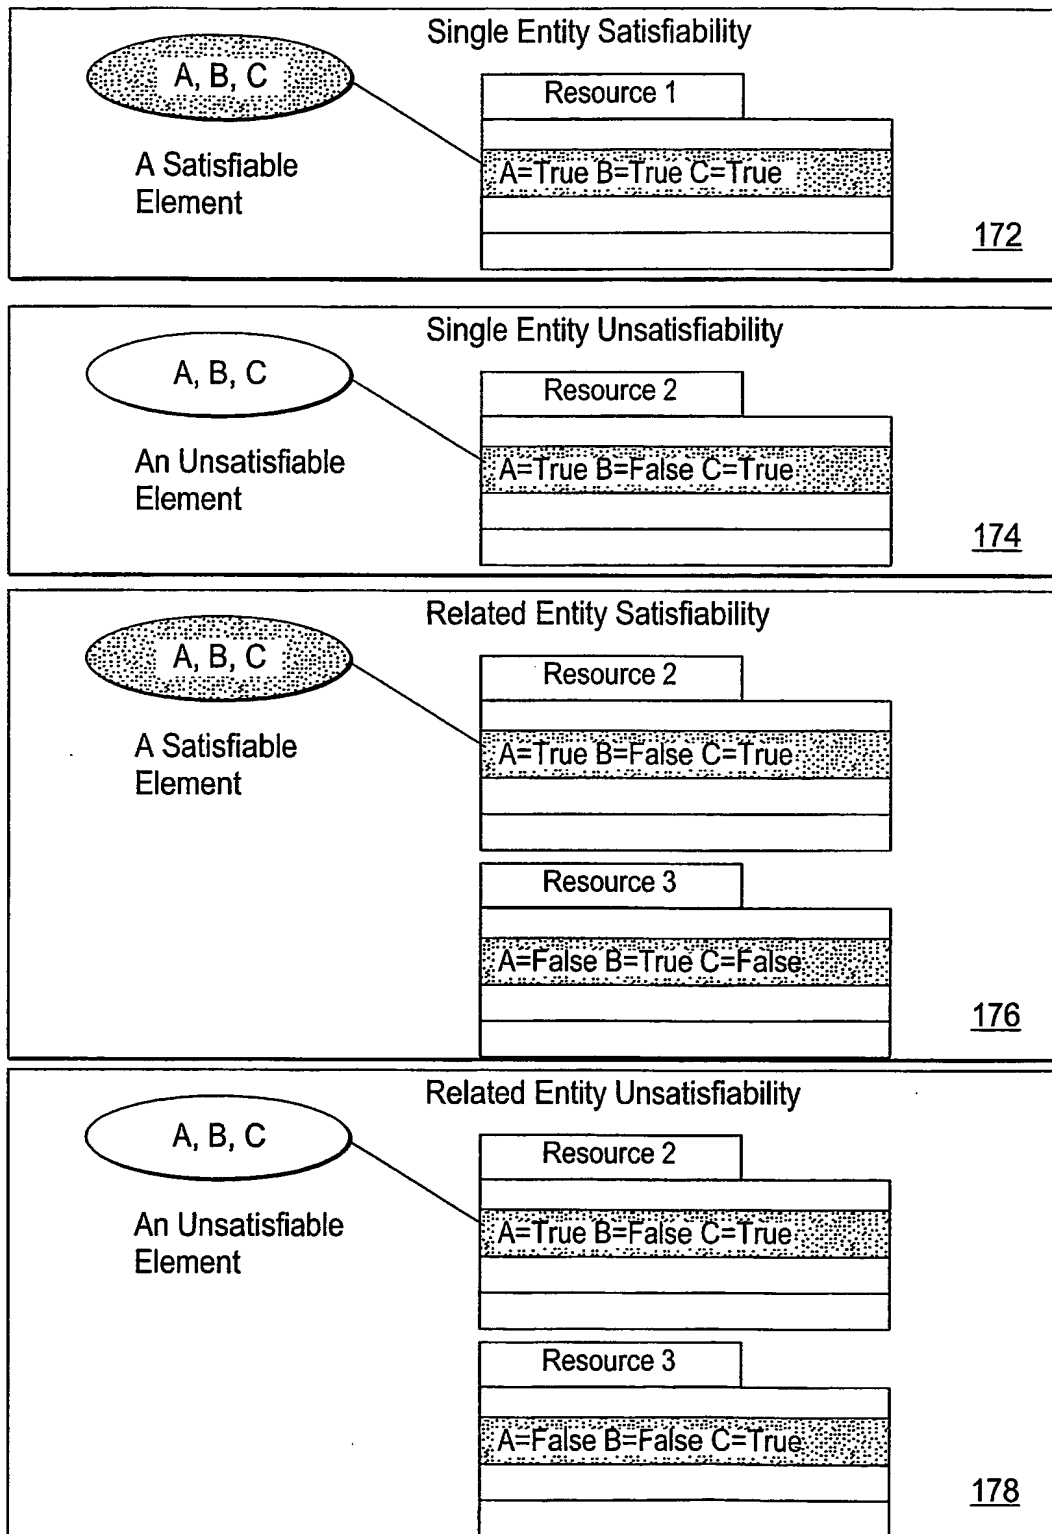 Single Entity Satisfiability
A, B, C
Resource 1
A Satisfiable
Element
A=True B=True C=True
172
Single Entity Unsatisfiability
A, B, C
Resource 2
An Unsatisfiable
Element
A=True B=False C=True
174
Related Entity Satisfiability
A, B, C
Resource 2
A Satisfiable
Element
A=True B=False C=True
Resource 3
A=False B=True C=False
176
Related Entity Unsatisfiability
A, B, C
Resource 2
An Unsatisfiable
Element
A=True B=False C=True
Resource 3
A=False B=False C=True
178